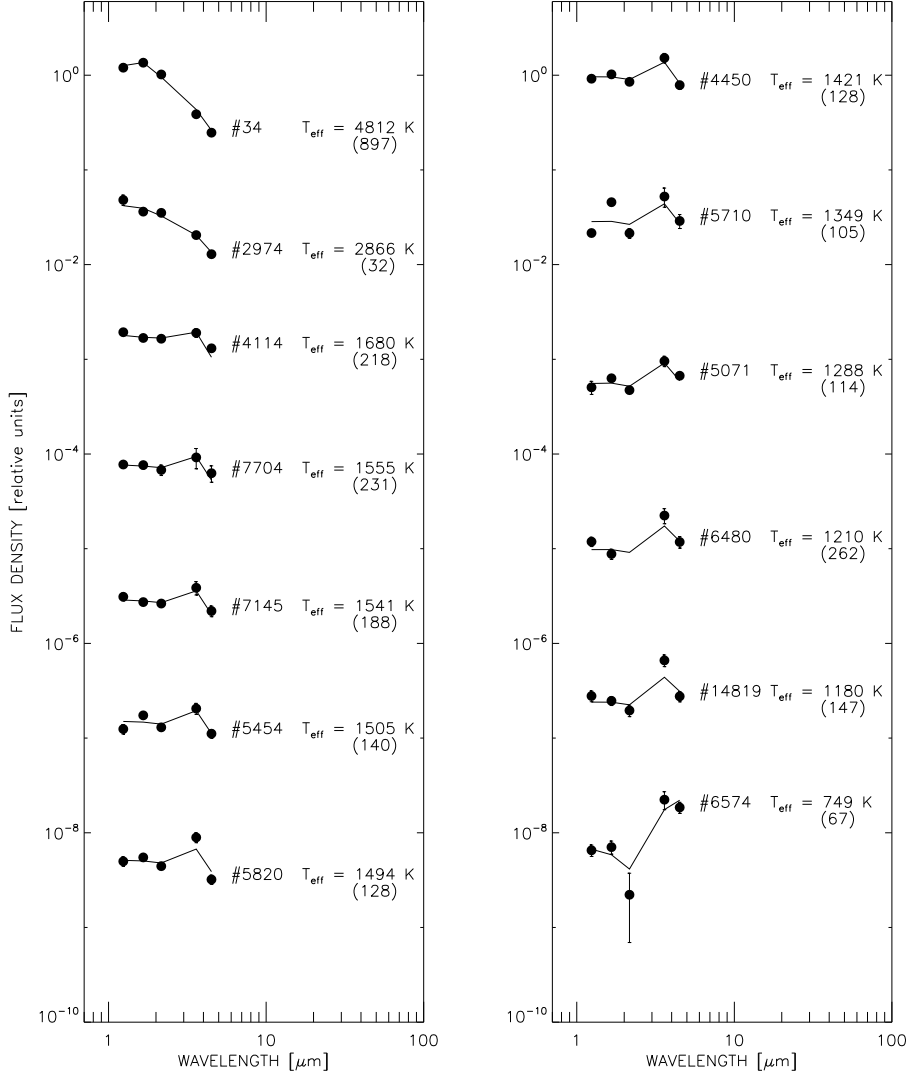 FLUX DENSITY [relative units]
10^0
10^-2
10^-4
10^-6
10^-8
10^-10
#34 T_eff = 4812 K
(897)
#2974 T_eff = 2866 K
(32)
#4114 T_eff = 1680 K
(218)
#7704 T_eff = 1555 K
(231)
#7145 T_eff = 1541 K
(188)
#5454 T_eff = 1505 K
(140)
#5820 T_eff = 1494 K
(128)
1 10 100
WAVELENGTH [μm]
10^0
10^-2
10^-4
10^-6
10^-8
10^-10
#4450 T_eff = 1421 K
(128)
#5710 T_eff = 1349 K
(105)
#5071 T_eff = 1288 K
(114)
#6480 T_eff = 1210 K
(262)
#14819 T_eff = 1180 K
(147)
#6574 T_eff = 749 K
(67)
1 10 100
WAVELENGTH [μm]